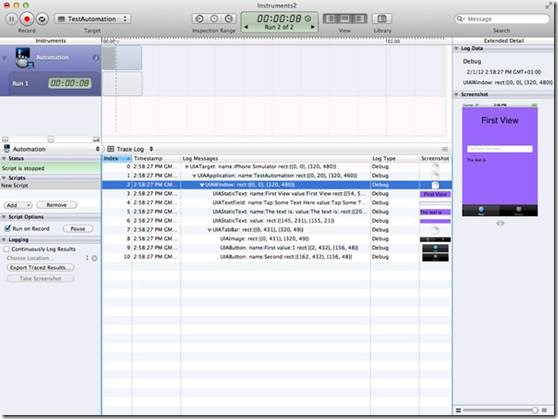 Instruments2
TestAutomation
00:00:08
Run 2 of 2
Message
Record
Target
Inspection Range
View
Library
Search
Instruments
00:00
01:00
Extended Detail
Automation
Run 1
00:00:08
Log Data
Debug
2/1/12 2:58:27 PM GMT+01:00
UIAWindow: rect:{{0, 0}, {320, 480}}
Screenshot
First View
The text is:
Automation
Trace Log
Status
Script is stopped
Scripts
New Script
Add
Remove
Script Options
Run on Record
Pause
Logging
Continuously Log Results
Choose Location...
Export Traced Results...
Take Screenshot
Index Timestamp Log Messages Log Type Screenshot
0 2:58:27 PM GM... UIATarget: name:iPhone Simulator rect:{{0, 0}, {320, 480}} Debug
1 2:58:27 PM GM... UIAApplication: name:TestAutomation rect:{{0, 20}, {320, 460}} Debug
2 2:58:27 PM GM... UIAWindow: rect:{{0, 0}, {320, 480}} Debug
3 2:58:27 PM GM... UIAStaticText: name:First View value:First View rect:{{54, 5... Debug First View
4 2:58:27 PM GM... UIATextField: name:Tap Some Text Here value:Tap Some T... Debug
5 2:58:27 PM GM... UIAStaticText: name:The text is: value:The text is: rect:{{20... Debug The text is
6 2:58:27 PM GM... UIAStaticText: value: rect:{{145, 231}, {155, 21}} Debug
7 2:58:27 PM GM... UIATabBar: rect:{{0, 431}, {320, 49}} Debug
8 2:58:27 PM GM... UIAImage: rect:{{0, 431}, {320, 49}} Debug
9 2:58:27 PM GM... UIAButton: name:First value:1 rect:{{2, 432}, {156, 48}} Debug
10 2:58:27 PM GM... UIAButton: name:Second rect:{{162, 432}, {156, 48}} Debug